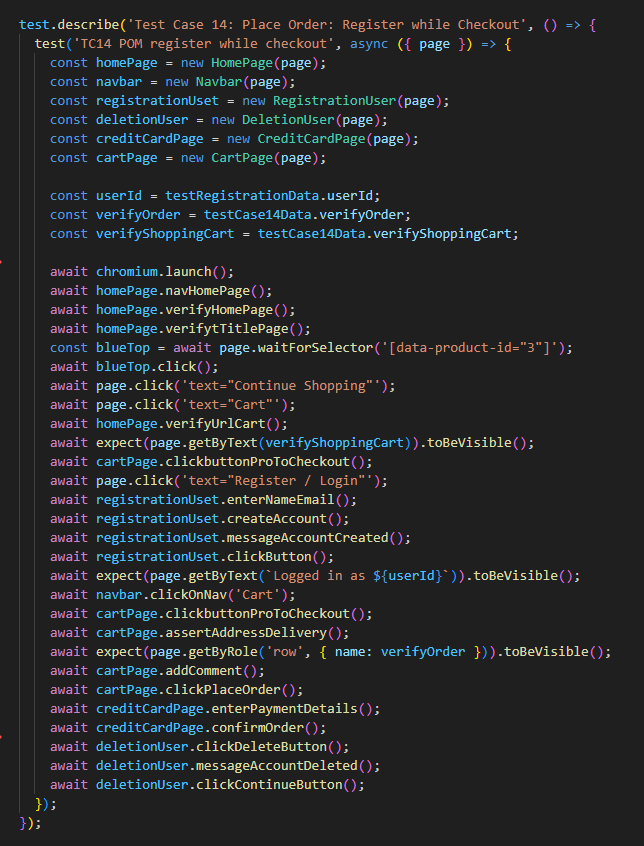 test.describe('Test Case 14: Place Order: Register while Checkout', () => {
  test('TC14 POM register while checkout', async ({ page }) => {
    const homePage = new HomePage(page);
    const navbar = new Navbar(page);
    const registrationUset = new RegistrationUser(page);
    const deletionUser = new DeletionUser(page);
    const creditCardPage = new CreditCardPage(page);
    const cartPage = new CartPage(page);

    const userId = testRegistrationData.userId;
    const verifyOrder = testCase14Data.verifyOrder;
    const verifyShoppingCart = testCase14Data.verifyShoppingCart;

    await chromium.launch();
    await homePage.navHomePage();
    await homePage.verifyHomePage();
    await homePage.verifytTitlePage();
    const blueTop = await page.waitForSelector('[data-product-id="3"]');
    await blueTop.click();
    await page.click('text="Continue Shopping"');
    await page.click('text="Cart"');
    await homePage.verifyUrlCart();
    await expect(page.getByText(verifyShoppingCart)).toBeVisible();
    await cartPage.clickbuttonProToCheckout();
    await page.click('text="Register / Login"');
    await registrationUset.enterNameEmail();
    await registrationUset.createAccount();
    await registrationUset.messageAccountCreated();
    await registrationUset.clickButton();
    await expect(page.getByText(`Logged in as ${userId}`)).toBeVisible();
    await navbar.clickOnNav('Cart');
    await cartPage.clickbuttonProToCheckout();
    await cartPage.assertAddressDelivery();
    await expect(page.getByRole('row', { name: verifyOrder })).toBeVisible();
    await cartPage.addComment();
    await cartPage.clickPlaceOrder();
    await creditCardPage.enterPaymentDetails();
    await creditCardPage.confirmOrder();
    await deletionUser.clickDeleteButton();
    await deletionUser.messageAccountDeleted();
    await deletionUser.clickContinueButton();
  });
});